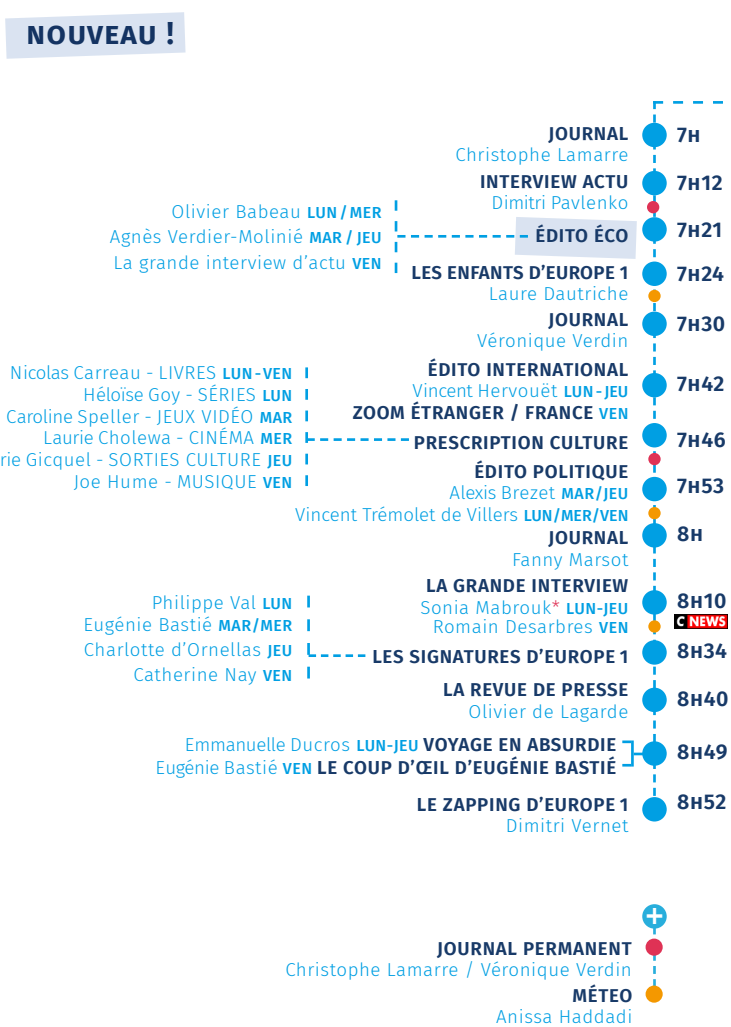 NOUVEAU !
JOURNAL 7H
Christophe Lamarre
INTERVIEW ACTU 7H12
Dimitri Pavlenko
Olivier Babeau LUN / MER
Agnès Verdier-Molinié MAR / JEU
La grande interview d'actu VEN
ÉDITO ÉCO 7H21
LES ENFANTS D'EUROPE 1 7H24
Laure Dautriche
JOURNAL 7H30
Véronique Verdin
ÉDITO INTERNATIONAL 7H42
Vincent Hervouët LUN-JEU
ZOOM ÉTRANGER / FRANCE VEN
Nicolas Carreau - LIVRES LUN-VEN
Héloïse Goy - SÉRIES LUN
Caroline Speller - JEUX VIDÉO MAR
Laurie Cholewa - CINÉMA MER
Gicquel - SORTIES CULTURE JEU
Joe Hume - MUSIQUE VEN
PRESCRIPTION CULTURE 7H46
ÉDITO POLITIQUE 7H53
Alexis Brezet MAR/JEU
Vincent Trémolet de Villers LUN/MER/VEN
JOURNAL 8H
Fanny Marsot
LA GRANDE INTERVIEW 8H10
Sonia Mabrouk* LUN-JEU
Romain Desarbres VEN
C NEWS
Philippe Val LUN
Eugénie Bastié MAR/MER
Charlotte d'Ornellas JEU
Catherine Nay VEN
LES SIGNATURES D'EUROPE 1 8H34
LA REVUE DE PRESSE 8H40
Olivier de Lagarde
Emmanuelle Ducros LUN-JEU VOYAGE EN ABSURDIE 8H49
Eugénie Bastié VEN LE COUP D'ŒIL D'EUGÉNIE BASTIÉ
LE ZAPPING D'EUROPE 1 8H52
Dimitri Vernet
+
JOURNAL PERMANENT
Christophe Lamarre / Véronique Verdin
MÉTEO
Anissa Haddadi